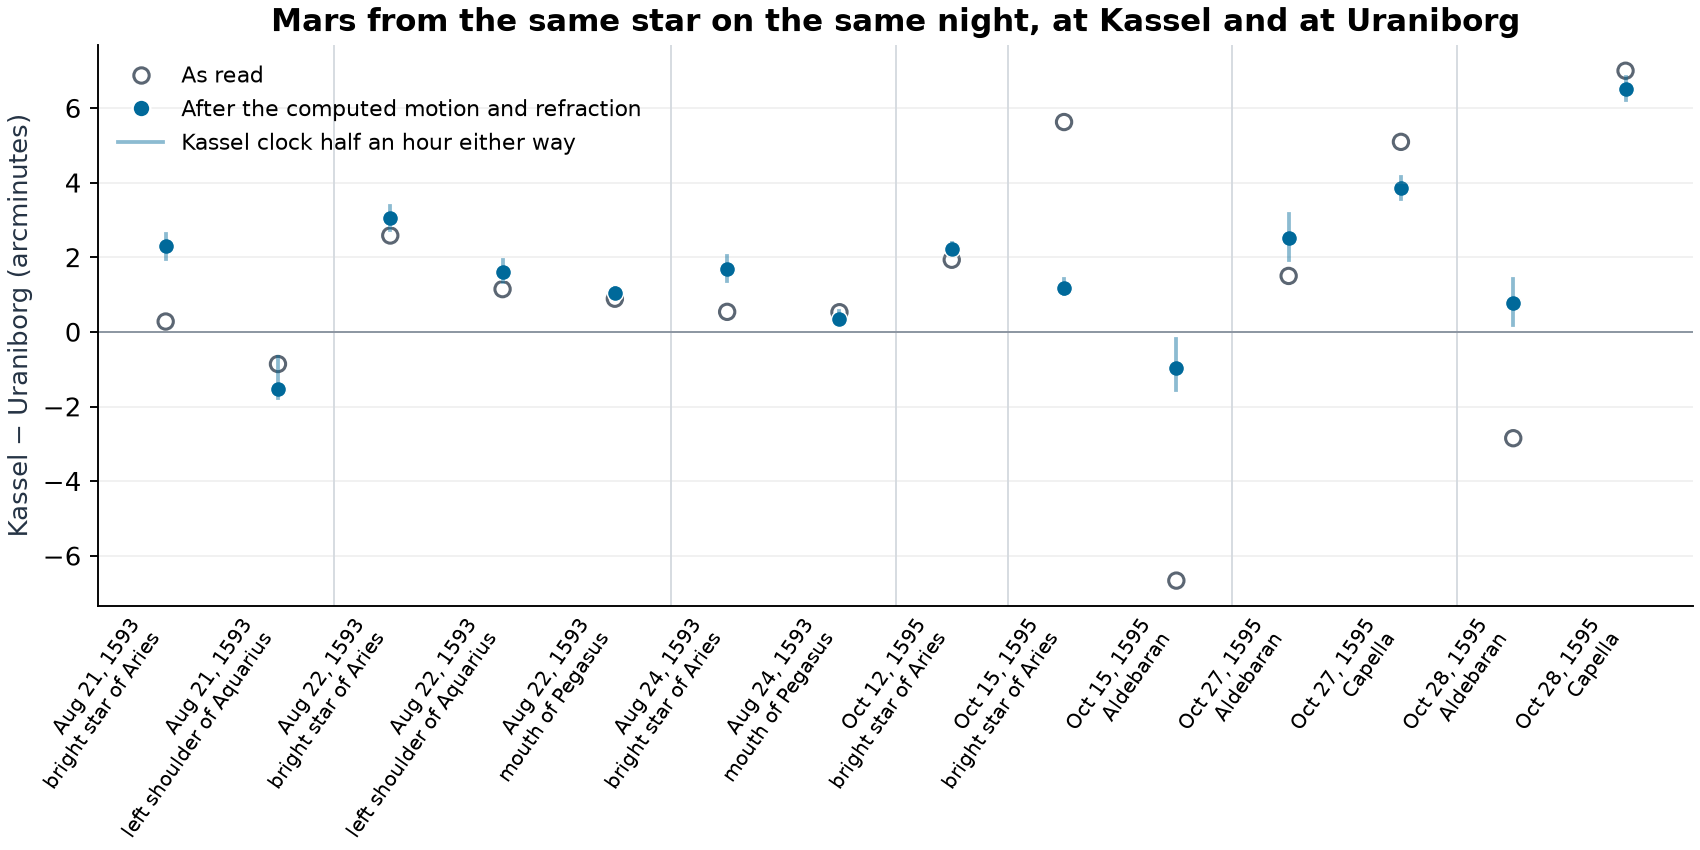 Mars from the same star on the same night, at Kassel and at Uraniborg
As read
After the computed motion and refraction
Kassel clock half an hour either way
Kassel − Uraniborg (arcminutes)
6
4
2
0
−2
−4
−6
Aug 21, 1593
bright star of Aries
Aug 21, 1593
left shoulder of Aquarius
Aug 22, 1593
bright star of Aries
Aug 22, 1593
left shoulder of Aquarius
Aug 22, 1593
mouth of Pegasus
Aug 24, 1593
bright star of Aries
Aug 24, 1593
mouth of Pegasus
Oct 12, 1595
bright star of Aries
Oct 15, 1595
bright star of Aries
Oct 15, 1595
Aldebaran
Oct 27, 1595
Aldebaran
Oct 27, 1595
Capella
Oct 28, 1595
Aldebaran
Oct 28, 1595
Capella